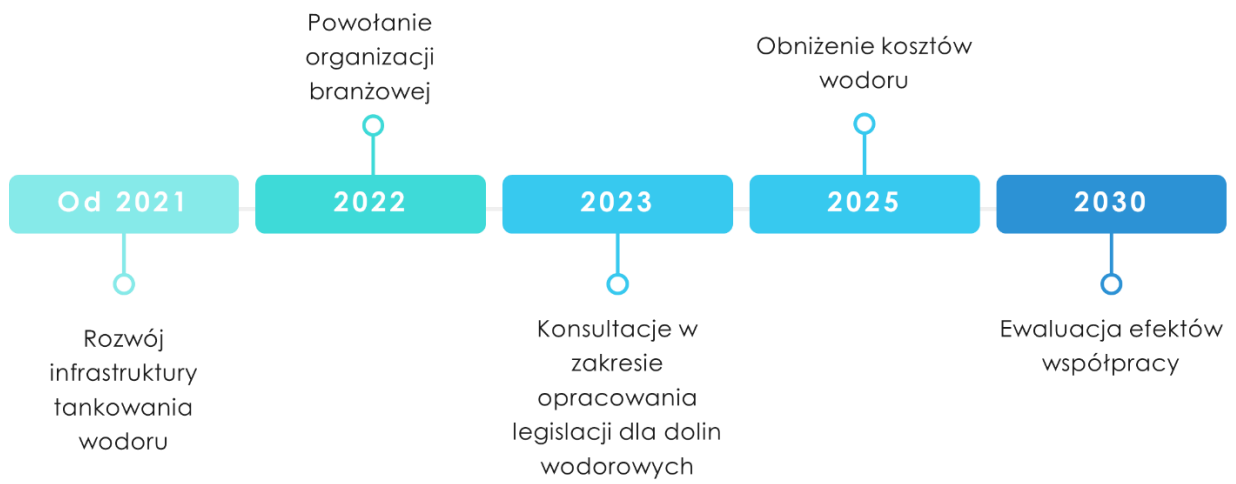 Powołanie
organizacji
branżowej
Obniżenie kosztów
wodoru
Od 2021
2022
2023
2025
2030
Rozwój
infrastruktury
tankowania
wodoru
Konsultacje w
zakresie
opracowania
legislacji dla dolin
wodorowych
Ewaluacja efektów
współpracy